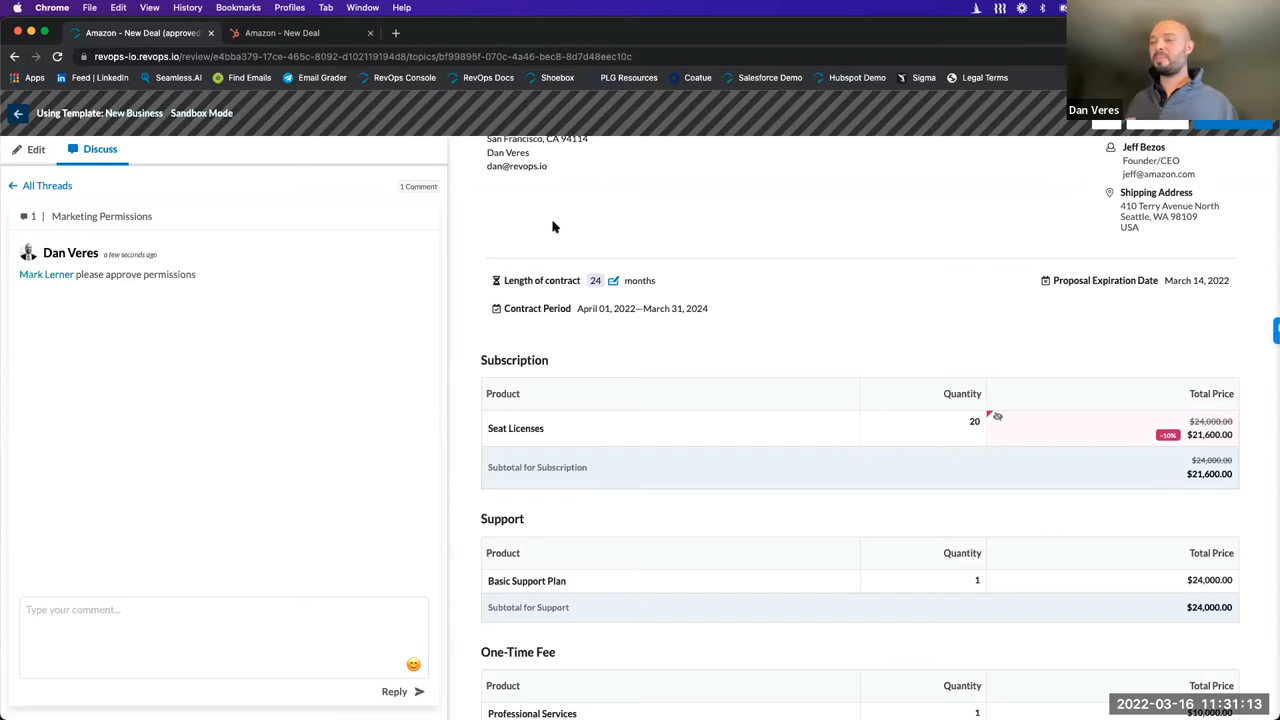 Chrome File Edit View History Bookmarks Profiles Tab Window Help
Amazon - New Deal (approved
Amazon - New Deal
revops-io.revops.io/review/e4bba379-17ce-465c-8092-d102119194d8/topics/bf99895f-070c-4a46-bec8-8d7d48eec10c
Apps Feed | LinkedIn Seamless.AI Find Emails Email Grader RevOps Console RevOps Docs Shoebox PLG Resources Coatue Salesforce Demo Hubspot Demo Sigma Legal Terms
Dan Veres
Using Template: New Business Sandbox Mode
Edit Discuss
All Threads
1 Comment
1 | Marketing Permissions
Dan Veres a few seconds ago
Mark Lerner please approve permissions
Type your comment...
Reply
San Francisco, CA 94114
Dan Veres
dan@revops.io
Jeff Bezos
Founder/CEO
jeff@amazon.com
Shipping Address
410 Terry Avenue North
Seattle, WA 98109
USA
Length of contract 24 months
Proposal Expiration Date March 14, 2022
Contract Period April 01, 2022—March 31, 2024
Subscription
Product Quantity Total Price
Seat Licenses 20 $24,000.00
-10% $21,600.00
Subtotal for Subscription $24,000.00
$21,600.00
Support
Product Quantity Total Price
Basic Support Plan 1 $24,000.00
Subtotal for Support $24,000.00
One-Time Fee
Product Quantity Total Price
Professional Services 1 $10,000.00
2022-03-16 11:31:13